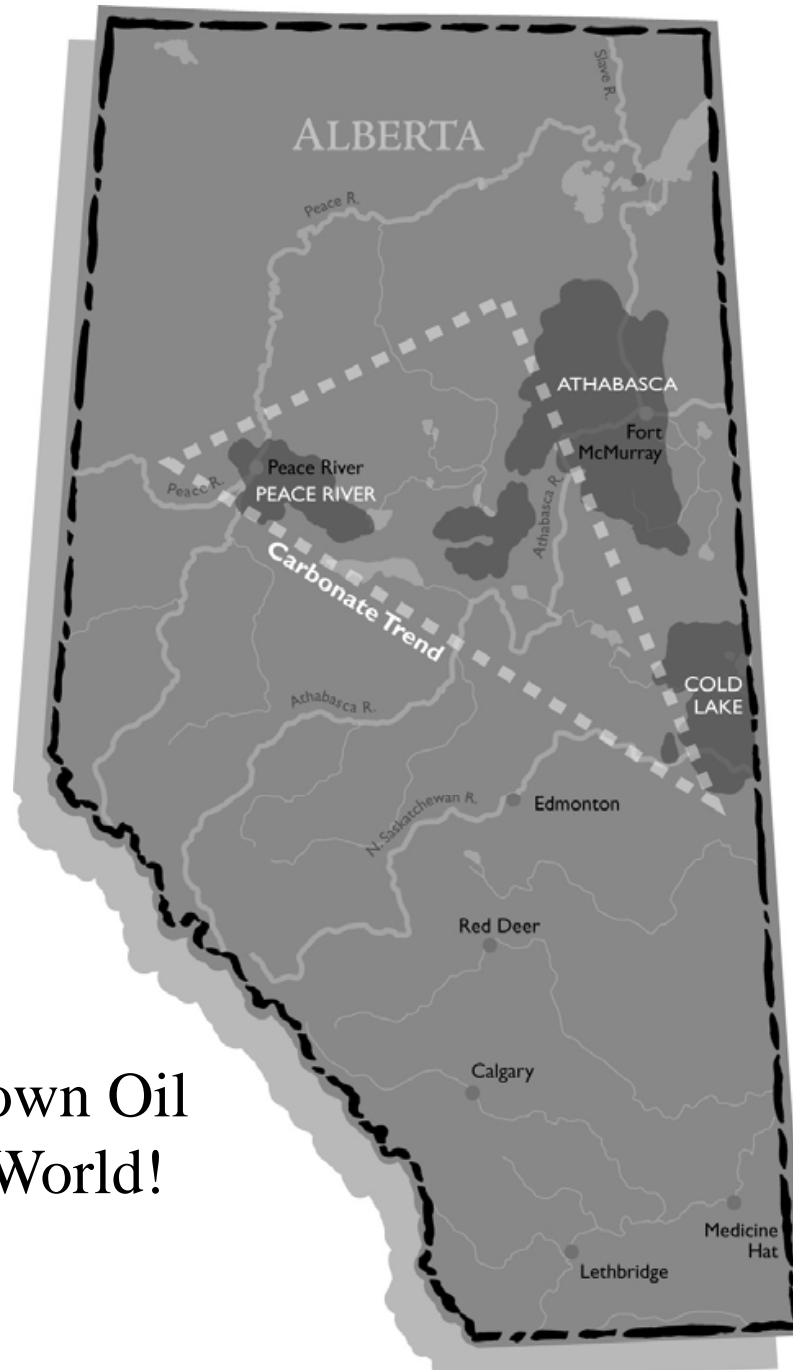 Slave R.
ALBERTA
Peace R.
ATHABASCA
Fort
McMurray
Peace River
Peace R.
PEACE RIVER
Athabasca R.
Carbonate Trend
COLD
LAKE
Athabasca R.
N. Saskatchewan R.
Edmonton
Red Deer
Calgary
own Oil
World!
Medicine
Hat
Lethbridge